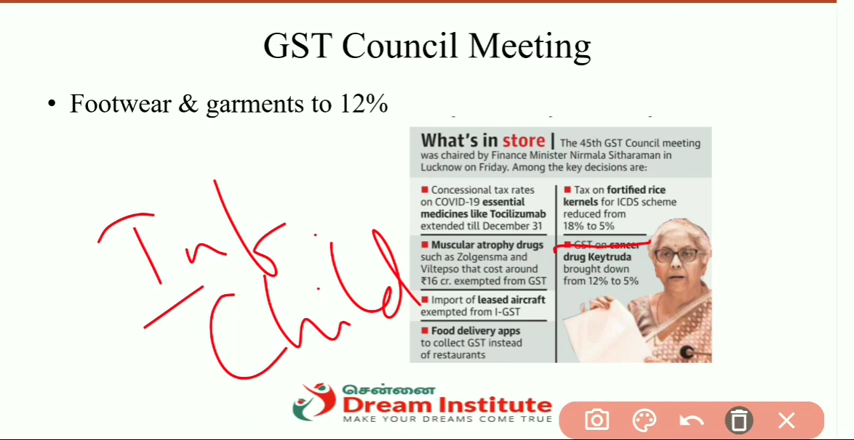 GST Council Meeting
• Footwear & garments to 12%
What's in store | The 45th GST Council meeting
was chaired by Finance Minister Nirmala Sitharaman in
Lucknow on Friday. Among the key decisions are:
■ Concessional tax rates
on COVID-19 essential
medicines like Tocilizumab
extended till December 31
■ Muscular atrophy drugs
such as Zolgensma and
Viltepso that cost around
₹16 cr. exempted from GST
■ Import of leased aircraft
exempted from I-GST
■ Food delivery apps
to collect GST instead
of restaurants
■ Tax on fortified rice
kernels for ICDS scheme
reduced from
18% to 5%
■ GST on cancer
drug Keytruda
brought down
from 12% to 5%
Child
சென்னை
Dream Institute
MAKE YOUR DREAMS COME TRUE